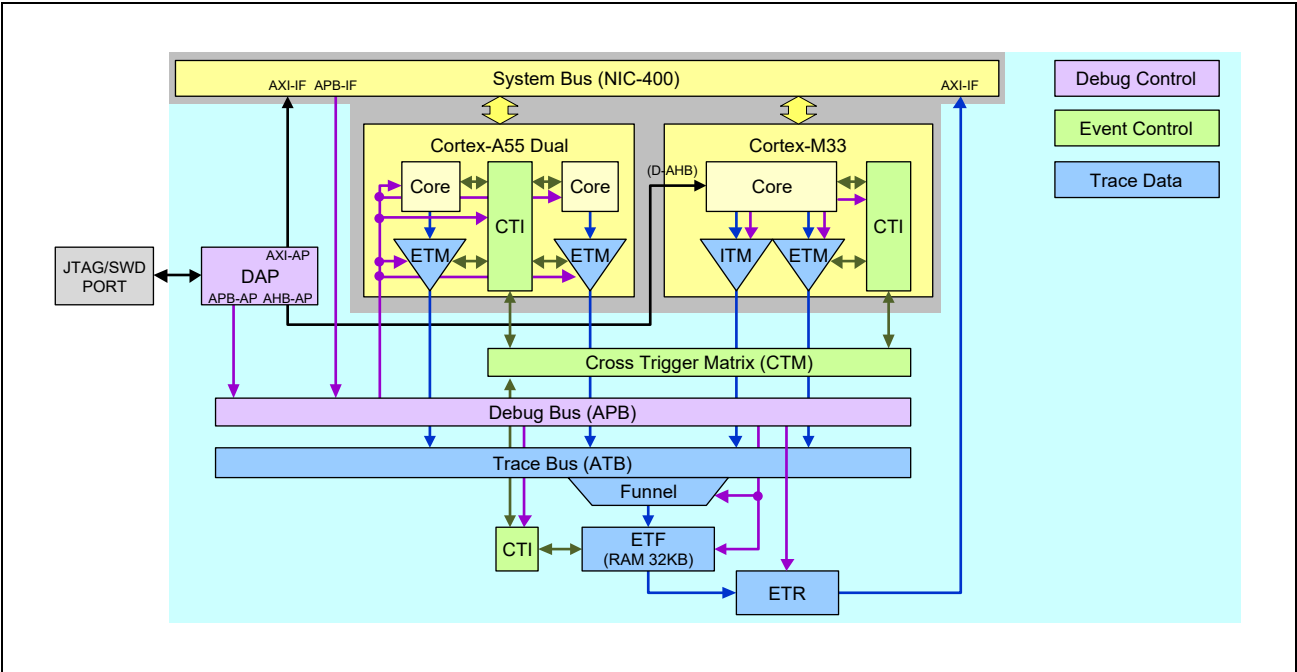 System Bus (NIC-400)
AXI-IF APB-IF
AXI-IF
Debug Control
Event Control
Trace Data
Cortex-A55 Dual
Core
CTI
Core
ETM
ETM
Cortex-M33
(D-AHB)
Core
CTI
ITM
ETM
JTAG/SWD
PORT
AXI-AP
DAP
APB-AP AHB-AP
Cross Trigger Matrix (CTM)
Debug Bus (APB)
Trace Bus (ATB)
Funnel
CTI
ETF
(RAM 32KB)
ETR